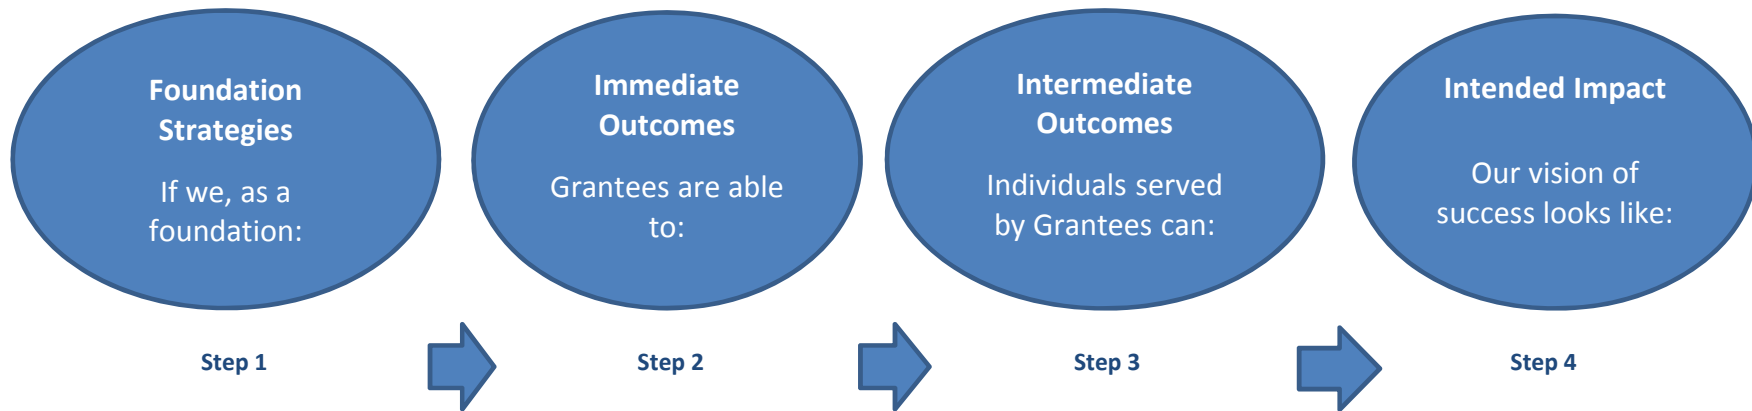 Foundation
Strategies
If we, as a
foundation:
Immediate
Outcomes
Grantees are able
to:
Intermediate
Outcomes
Individuals served
by Grantees can:
Intended Impact
Our vision of
success looks like:
Step 1
Step 2
Step 3
Step 4